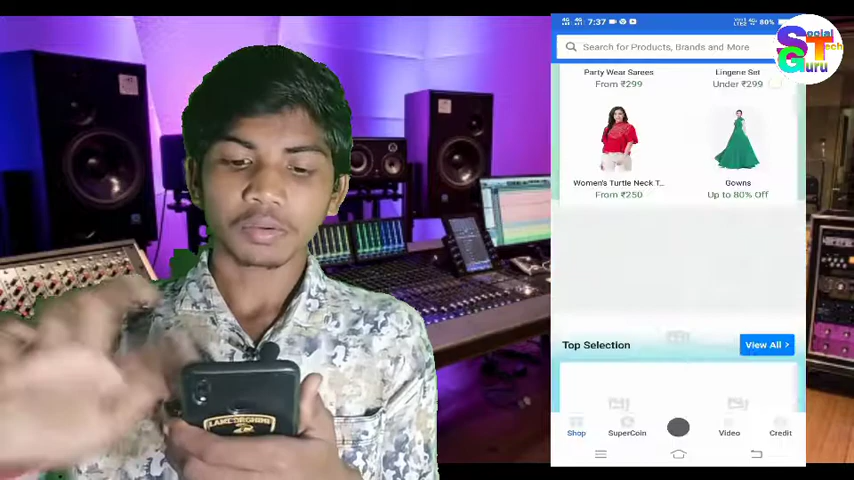 7:37
80%
Search for Products, Brands and More
Social
Tech
Guru
Party Wear Sarees
From ₹299
Lingerie Set
Under ₹299
Women's Turtle Neck T...
From ₹250
Gowns
Up to 80% Off
Top Selection
View All >
Shop
SuperCoin
Video
Credit
LAMBORGHINI